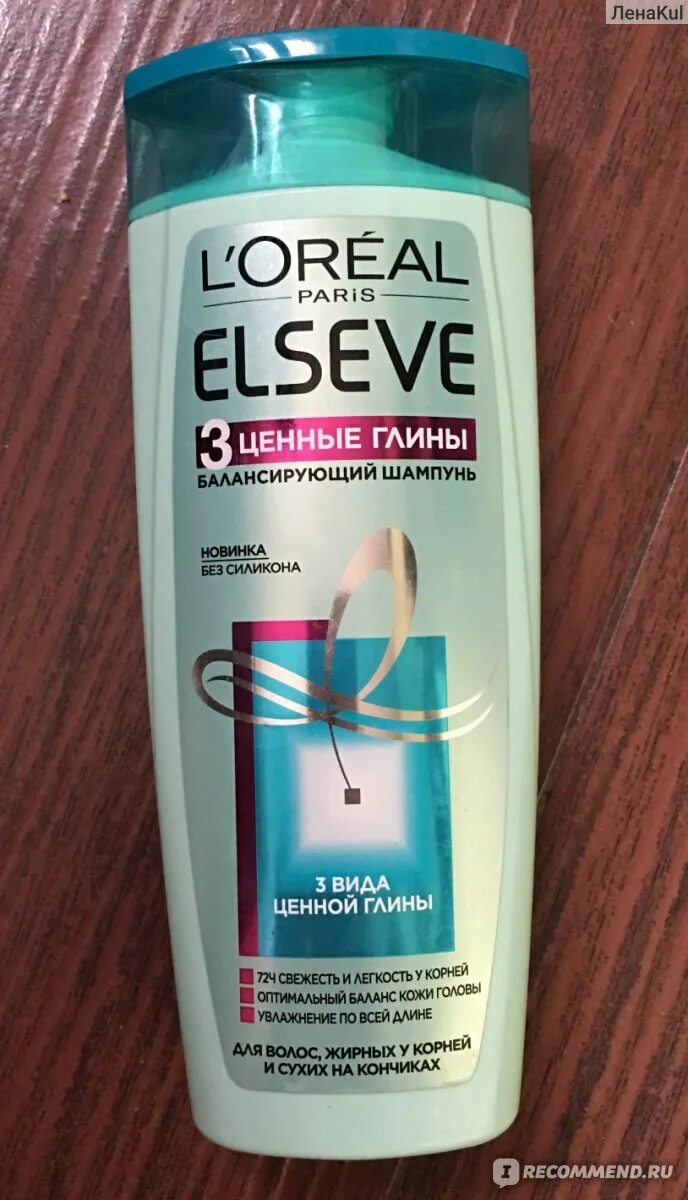 ЛенаKul
L'ORÉAL
PARIS
ELSEVE
3 ЦЕННЫЕ ГЛИНЫ
БАЛАНСИРУЮЩИЙ ШАМПУНЬ
НОВИНКА
БЕЗ СИЛИКОНА
3 ВИДА
ЦЕННОЙ ГЛИНЫ
72Ч СВЕЖЕСТЬ И ЛЕГКОСТЬ У КОРНЕЙ
ОПТИМАЛЬНЫЙ БАЛАНС КОЖИ ГОЛОВЫ
УВЛАЖНЕНИЕ ПО ВСЕЙ ДЛИНЕ
ДЛЯ ВОЛОС, ЖИРНЫХ У КОРНЕЙ
И СУХИХ НА КОНЧИКАХ
IRECOMMEND.RU